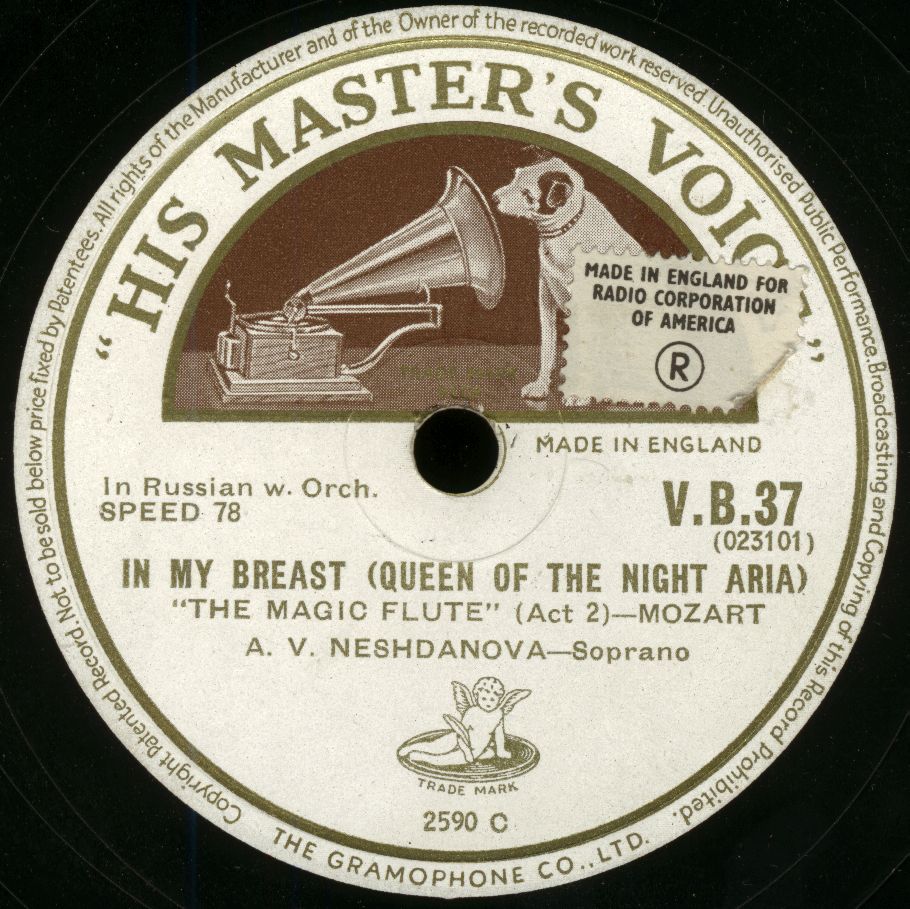 Copyright Patented Record. Not to be sold below price fixed by Patentees. All rights of the Manufacturer and of the Owner of the recorded work reserved. Unauthorised Public Performance. Broadcasting and Copying of this Record Prohibited.
"HIS MASTER'S VOIC"
MADE IN ENGLAND FOR
RADIO CORPORATION
OF AMERICA
R
TRADE MARK
MADE IN ENGLAND
In Russian w. Orch.
SPEED 78
V.B.37
(023101)
IN MY BREAST (QUEEN OF THE NIGHT ARIA)
"THE MAGIC FLUTE" (Act 2)—MOZART
A. V. NESHDANOVA—Soprano
TRADE MARK
2590 C
THE GRAMOPHONE CO., LTD.